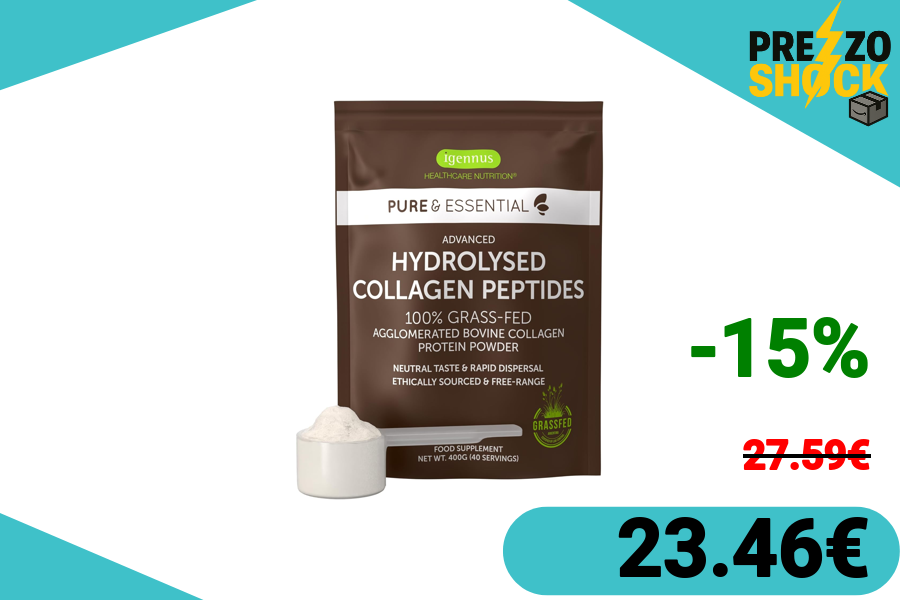 PREZZO
SHOCK
igennus
HEALTHCARE NUTRITION®
PURE & ESSENTIAL
ADVANCED
HYDROLYSED
COLLAGEN PEPTIDES
100% GRASS-FED
AGGLOMERATED BOVINE COLLAGEN
PROTEIN POWDER
NEUTRAL TASTE & RAPID DISPERSAL
ETHICALLY SOURCED & FREE-RANGE
GRASSFED
FOOD SUPPLEMENT
NET WT. 400G (40 SERVINGS)
-15%
27.59€
23.46€